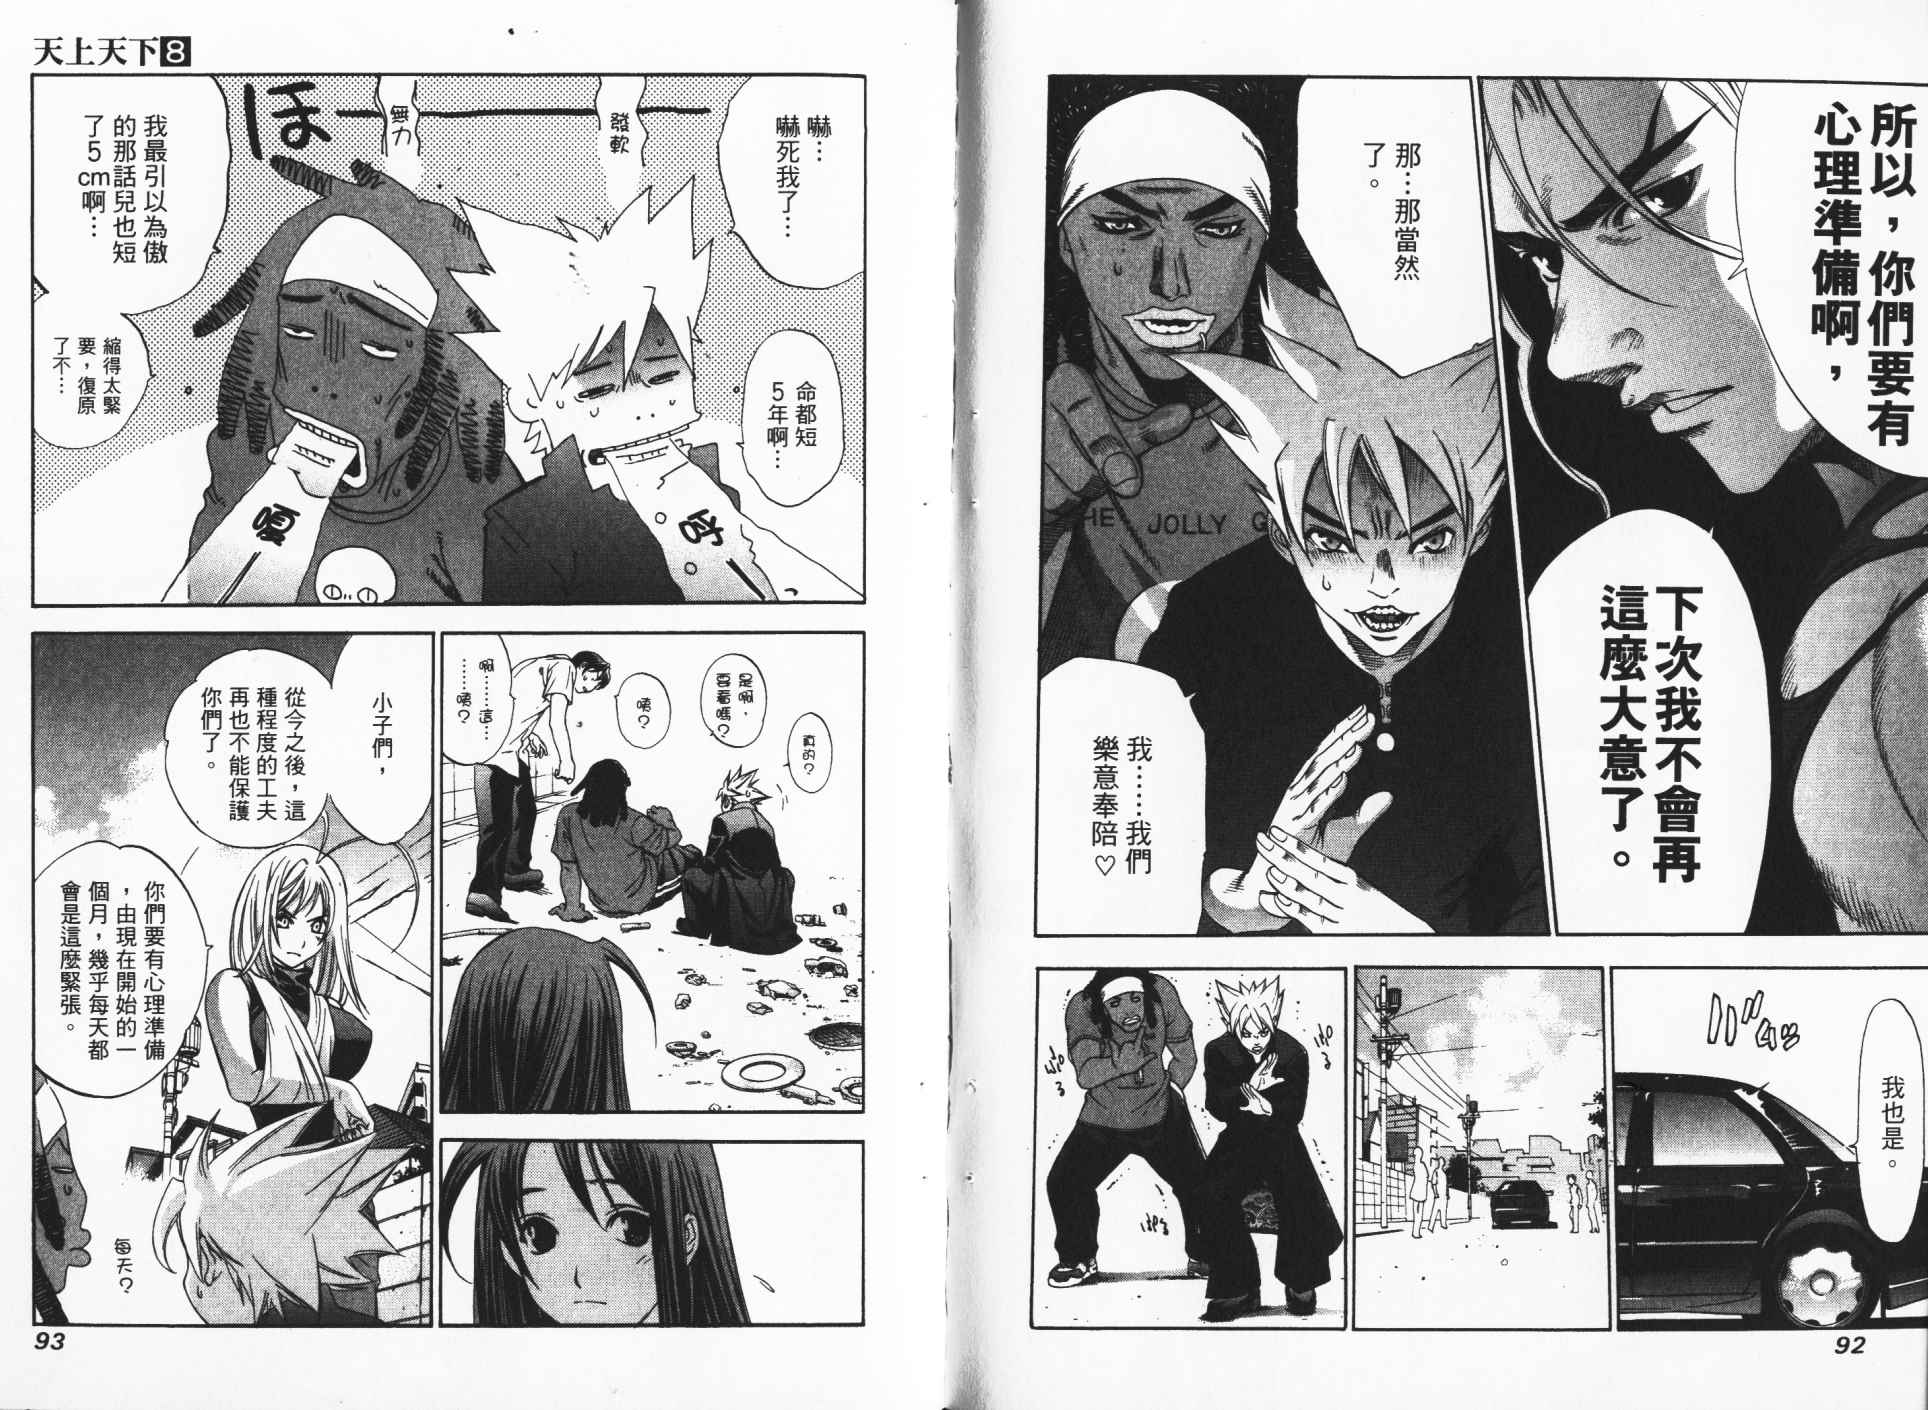 所以，你們要有
心理準備啊，
下次我不會再
這麼大意了。
那…那當然
了。
THE JOLLY
我……我們
樂意奉陪♡
我也是。
92
天上天下8
嚇…
嚇死我了…
命都短
5年啊…
發軟
無力
ほ
我最引以為傲
的那話兒也短
了5cm啊…
縮得太緊
要，復原
了不…
真的？
是啊，
要看嗎？
咦？
啊……這…
……咦？
小子們，
從今之後，這
種程度的工夫
再也不能保護
你們了。
你們要有心理準備
，由現在開始的一
個月，幾乎每天都
會是這麼緊張。
每天？
93